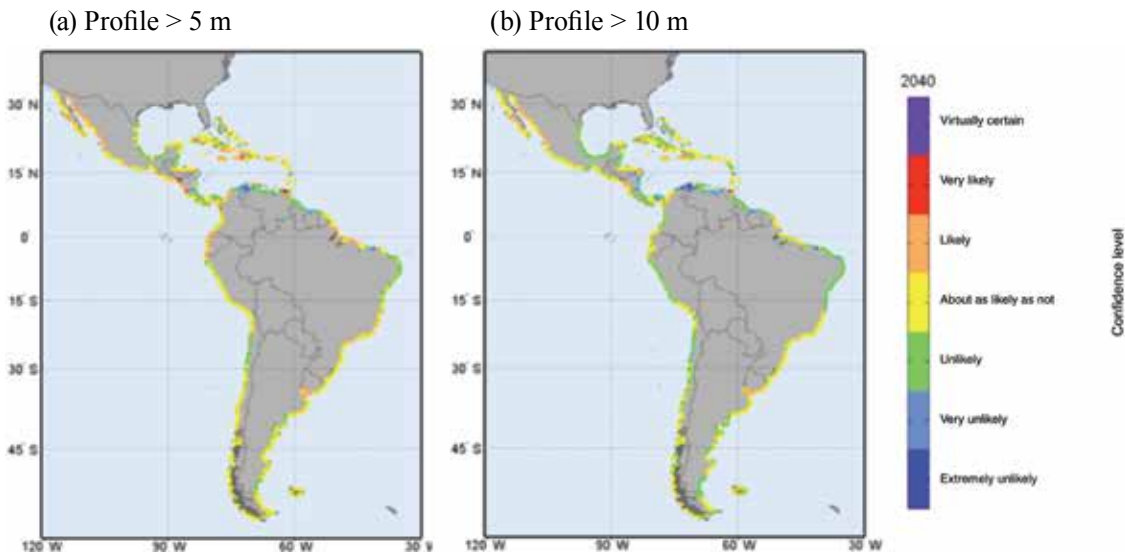 (a) Profile > 5 m
(b) Profile > 10 m
30° N
15° N
0°
15° S
30° S
45° S
120 W
90 W
60 W
30 W
30° N
15° N
0°
15° S
30° S
45° S
120 W
90 W
60 W
30 W
2040
Virtually certain
Very likely
Likely
About as likely as not
Unlikely
Very unlikely
Extremely unlikely
Confidence level